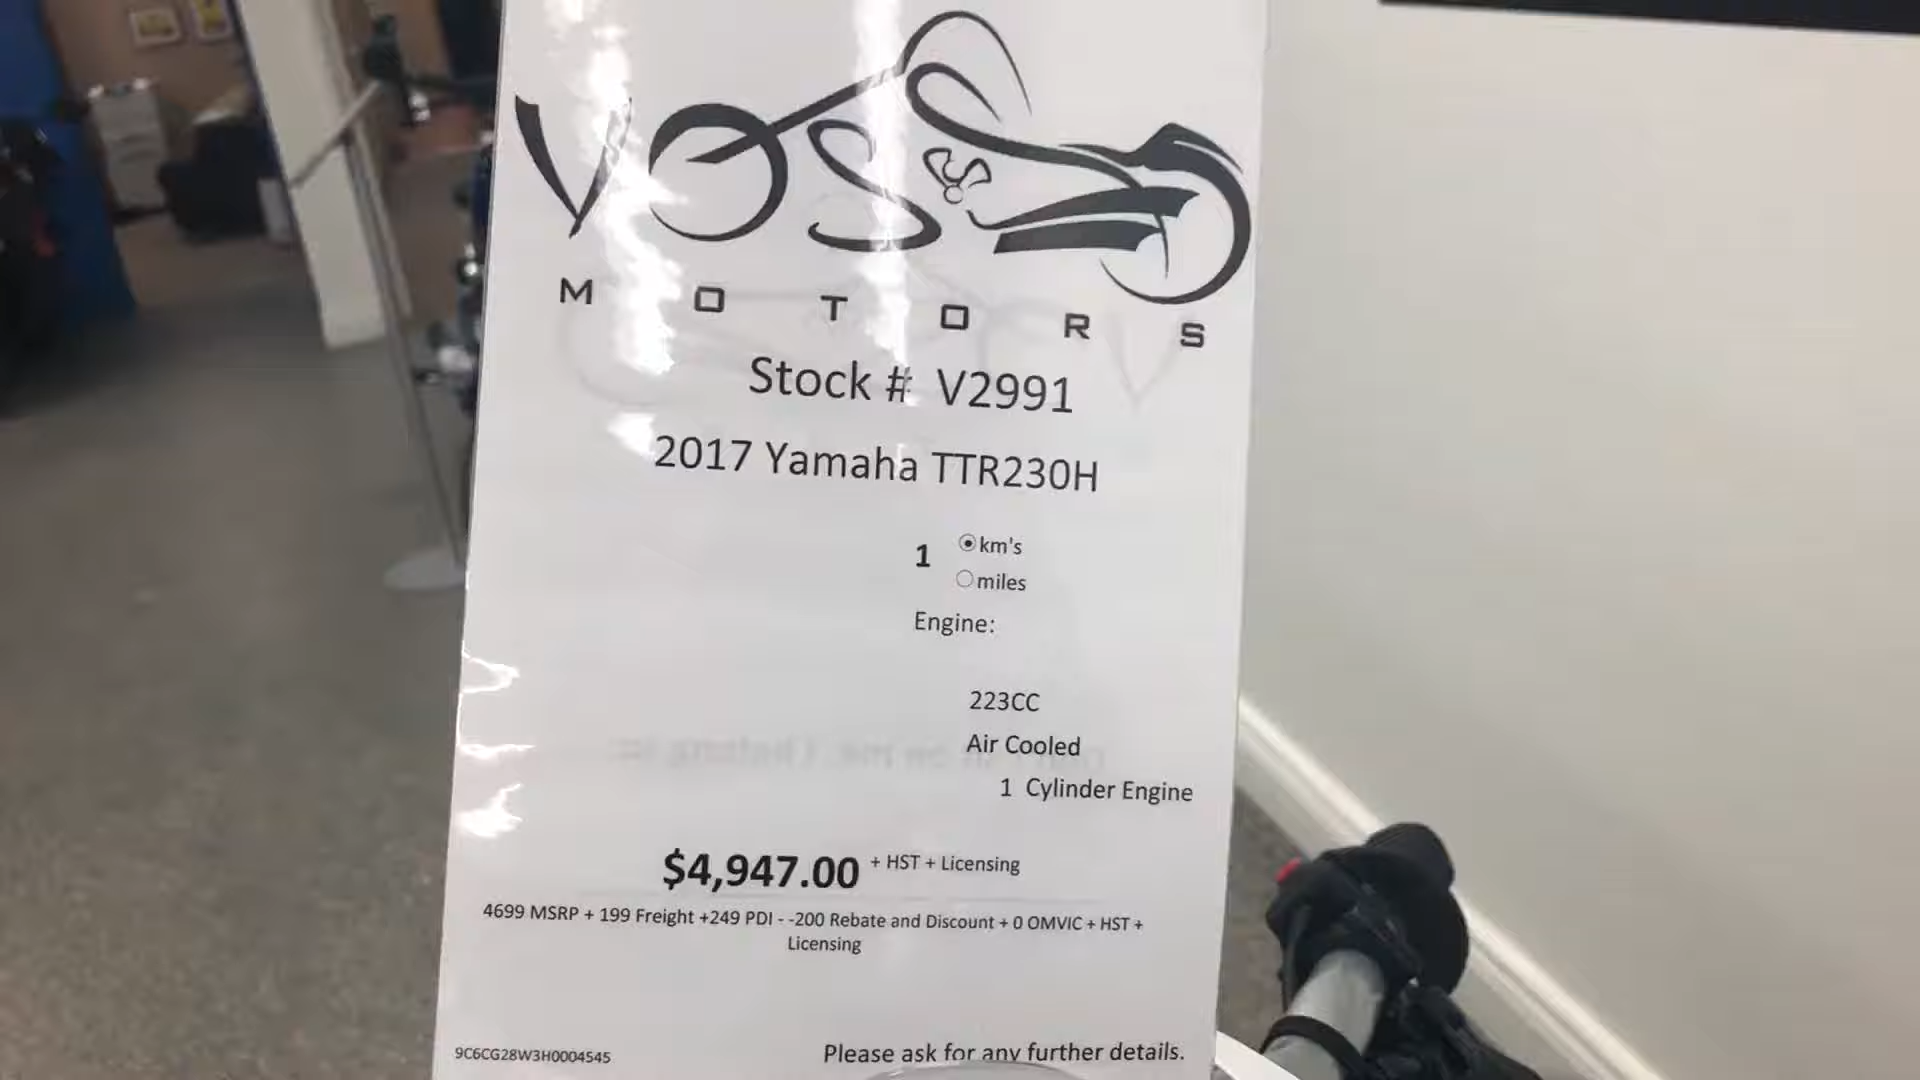 VOSS
MOTORS
Stock # V2991
2017 Yamaha TTR230H
1 km's
miles
Engine:
223CC
Air Cooled
1 Cylinder Engine
$4,947.00 + HST + Licensing
4699 MSRP + 199 Freight +249 PDI - -200 Rebate and Discount + 0 OMVIC + HST +
Licensing
9C6CG28W3H0004545
Please ask for any further details.